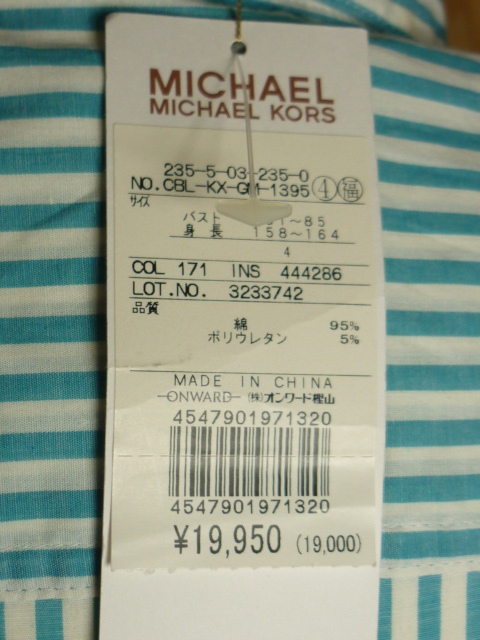 MICHAEL
MICHAEL KORS
235-5-03-235-0
NO.CBL-KX-GM-1395 ④ ㊗
サイズ
バスト 〜85
身長 158〜164
4
COL 171 INS 444286
LOT.NO. 3233742
品質
綿 95%
ポリウレタン 5%
MADE IN CHINA
ONWARD (株)オンワード樫山
4547901971320
4547901971320
¥19,950 (19,000)